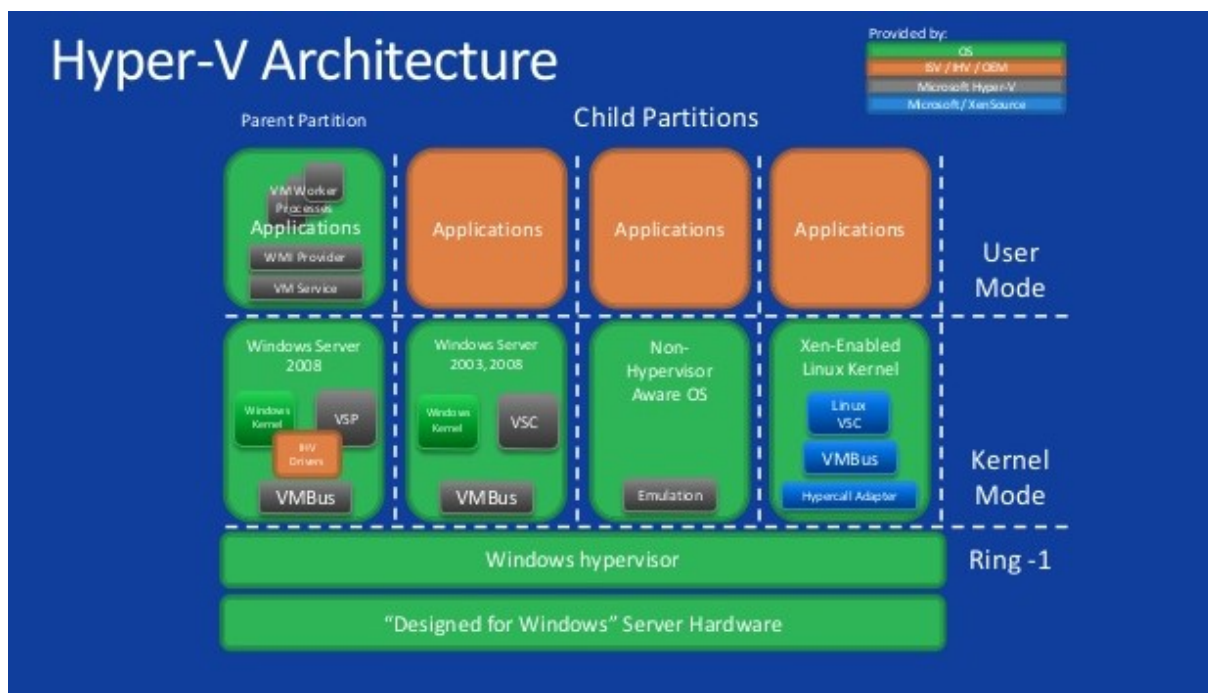 Hyper-V Architecture
Provided by:
OS
ISV / IHV / OEM
Microsoft Hyper-V
Microsoft / XenSource
Parent Partition
Child Partitions
VM Worker
Processes
Applications
WMI Provider
VM Service
Applications
Applications
Applications
User
Mode
Windows Server
2008
Windows
Kernel
VSP
IHV
Drivers
VMBus
Windows Server
2003, 2008
Windows
Kernel
VSC
VMBus
Non-
Hypervisor
Aware OS
Emulation
Xen-Enabled
Linux Kernel
Linux
VSC
VMBus
Hypercall Adapter
Kernel
Mode
Windows hypervisor
Ring -1
“Designed for Windows” Server Hardware